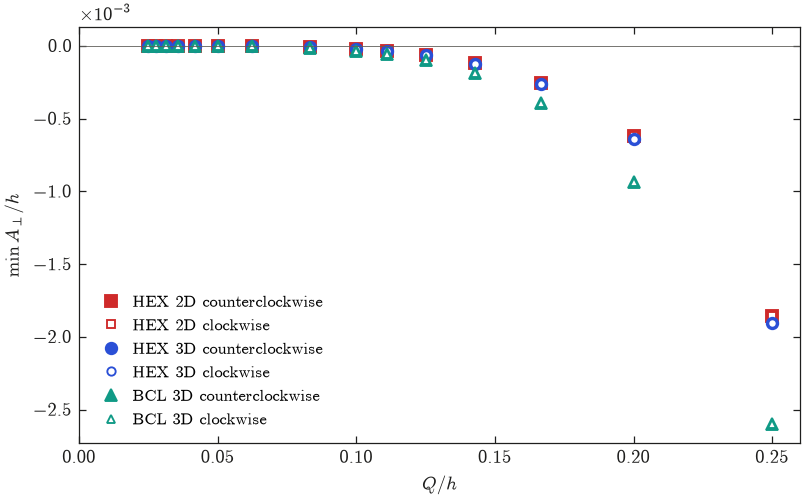 ×10⁻³
0.0
−0.5
−1.0
−1.5
−2.0
−2.5
min A⊥/h
HEX 2D counterclockwise
HEX 2D clockwise
HEX 3D counterclockwise
HEX 3D clockwise
BCL 3D counterclockwise
BCL 3D clockwise
0.00 0.05 0.10 0.15 0.20 0.25
Q/h